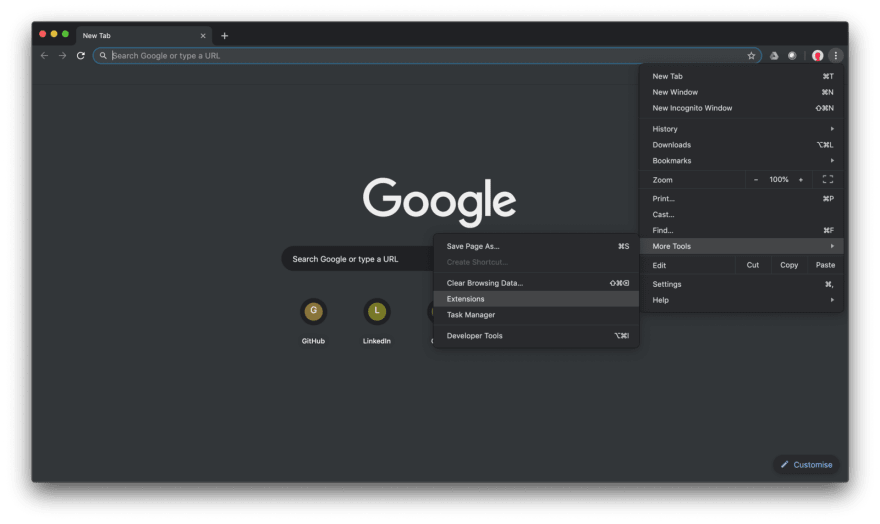 New Tab
Search Google or type a URL
New Tab ⌘T
New Window ⌘N
New Incognito Window ⇧⌘N
History
Downloads ⌥⌘L
Bookmarks
Zoom − 100% +
Print... ⌘P
Cast...
Find... ⌘F
More Tools
Edit Cut Copy Paste
Settings ⌘,
Help
Google
Search Google or type a URL
Save Page As... ⌘S
Create Shortcut...
Clear Browsing Data... ⇧⌘⌫
Extensions
Task Manager
Developer Tools ⌥⌘I
G
GitHub
L
LinkedIn
Customise